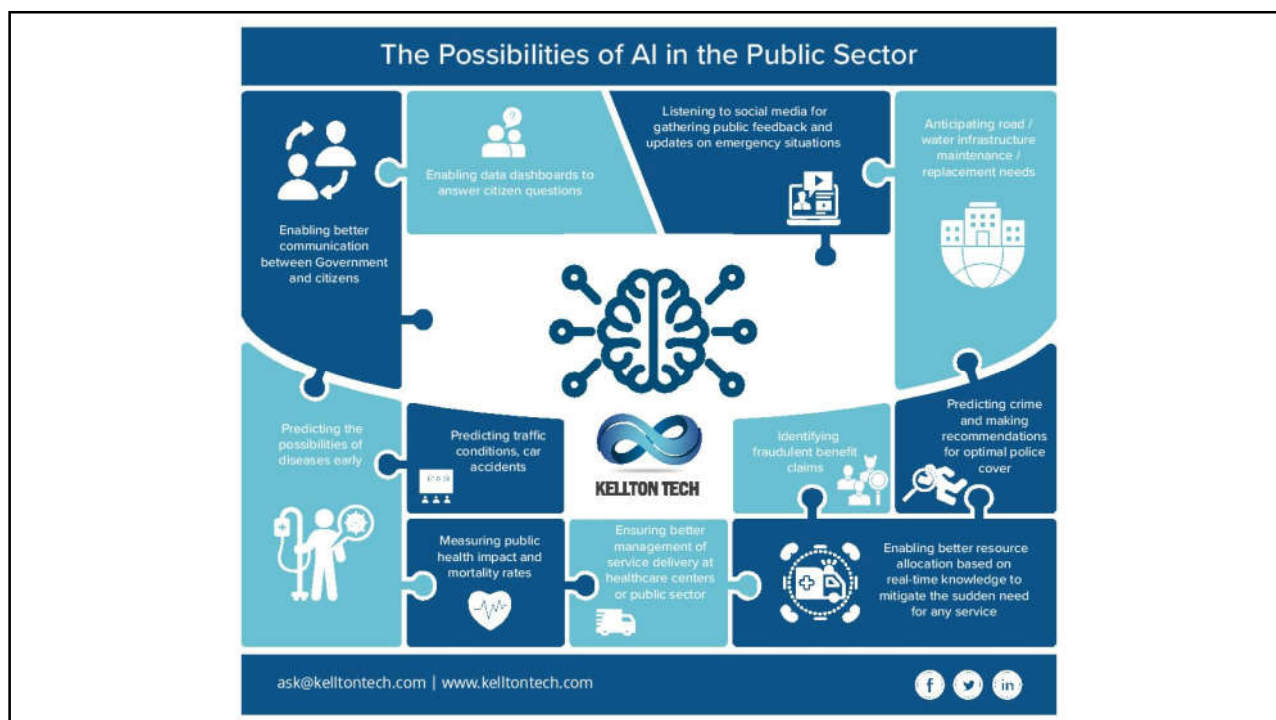 The Possibilities of AI in the Public Sector
Enabling better
communication
between Government
and citizens
Enabling data dashboards to
answer citizen questions
Listening to social media for
gathering public feedback and
updates on emergency situations
Anticipating road /
water infrastructure
maintenance /
replacement needs
Predicting the
possibilities of
diseases early
Predicting traffic
conditions, car
accidents
KELLTON TECH
Identifying
fraudulent benefit
claims
Predicting crime
and making
recommendations
for optimal police
cover
Measuring public
health impact and
mortality rates
Ensuring better
management of
service delivery at
healthcare centers
or public sector
Enabling better resource
allocation based on
real-time knowledge to
mitigate the sudden need
for any service
ask@kelltontech.com | www.kelltontech.com